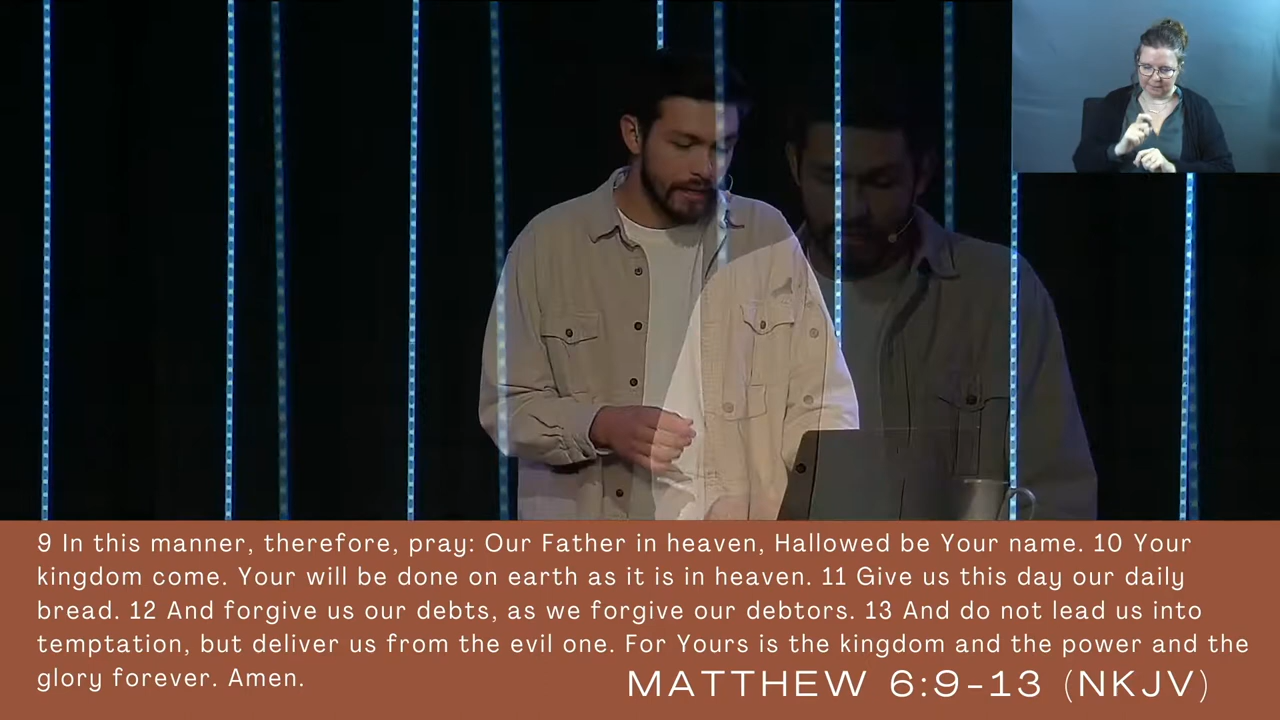 9 In this manner, therefore, pray: Our Father in heaven, Hallowed be Your name. 10 Your
kingdom come. Your will be done on earth as it is in heaven. 11 Give us this day our daily
bread. 12 And forgive us our debts, as we forgive our debtors. 13 And do not lead us into
temptation, but deliver us from the evil one. For Yours is the kingdom and the power and the
glory forever. Amen.
MATTHEW 6:9-13 (NKJV)